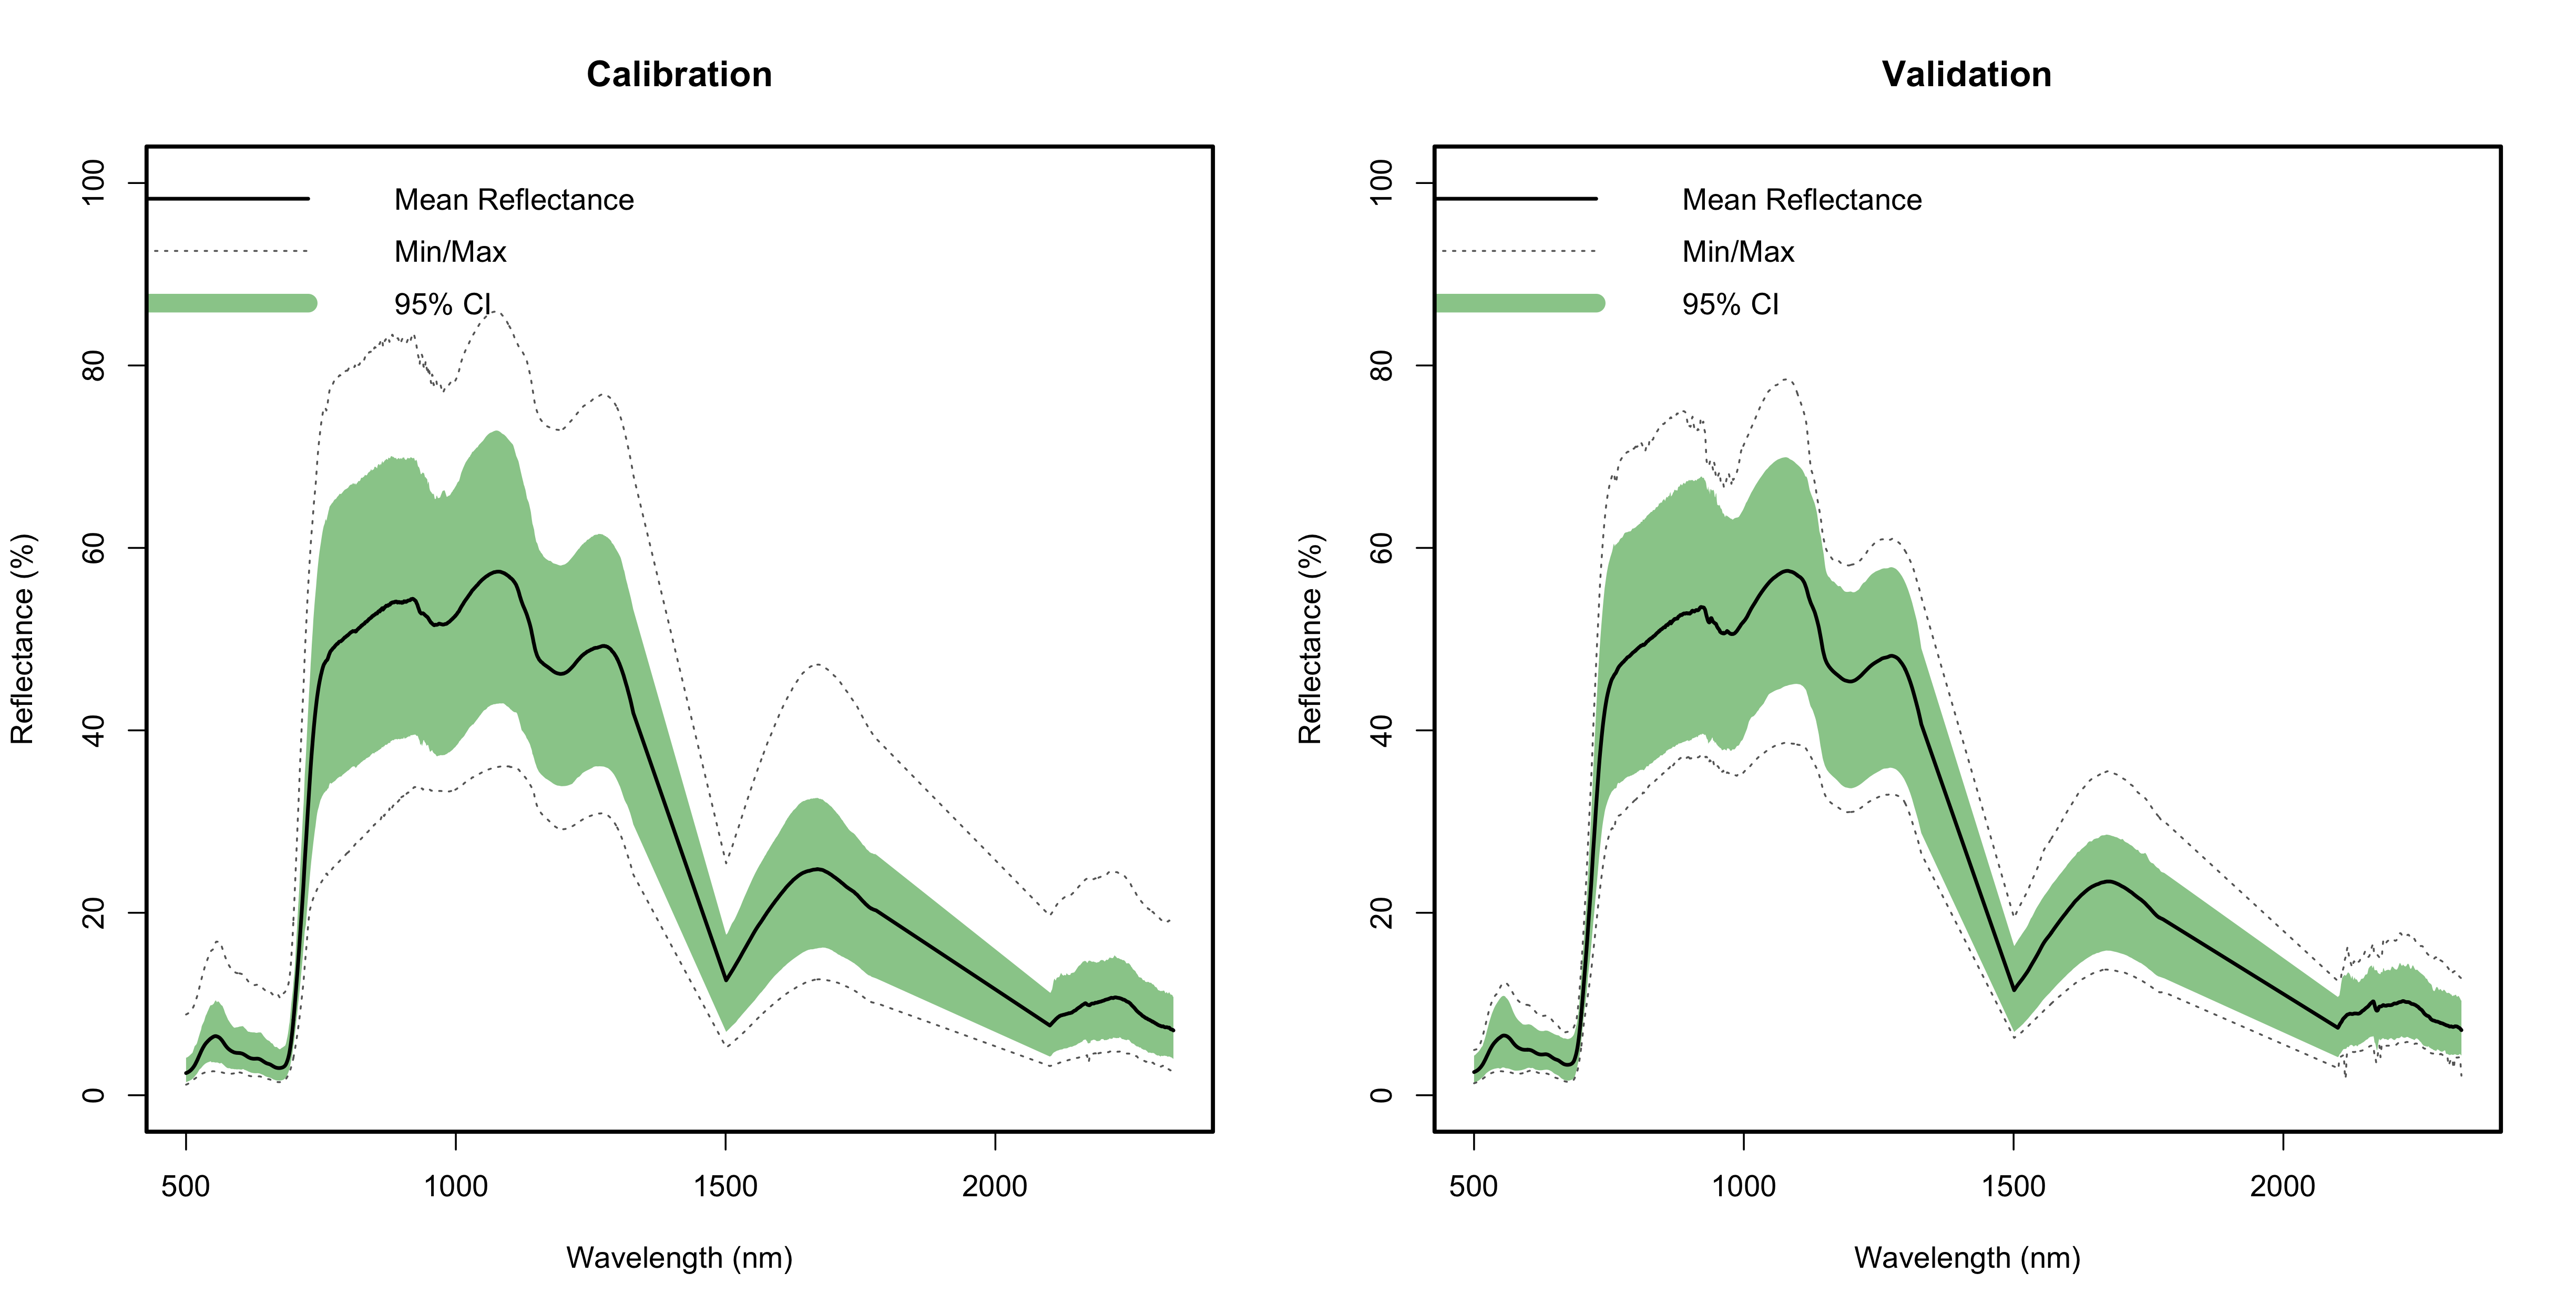 Calibration
Reflectance (%)
100
80
60
40
20
0
Mean Reflectance
Min/Max
95% CI
500 1000 1500 2000
Wavelength (nm)
Validation
Reflectance (%)
100
80
60
40
20
0
Mean Reflectance
Min/Max
95% CI
500 1000 1500 2000
Wavelength (nm)